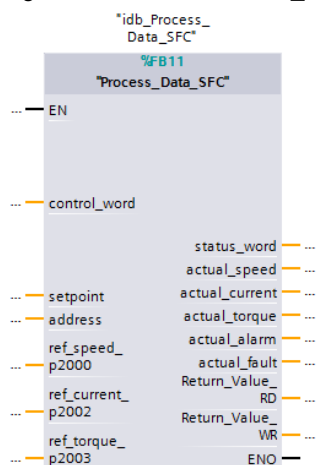 "idb_Process_
Data_SFC"
%FB11
"Process_Data_SFC"
... EN
... control_word
status_word ...
actual_speed ...
... setpoint actual_current ...
... address actual_torque ...
actual_alarm ...
ref_speed_
... p2000
actual_fault ...
Return_Value_
RD ...
ref_current_
... p2002
Return_Value_
WR ...
ref_torque_
... p2003
ENO